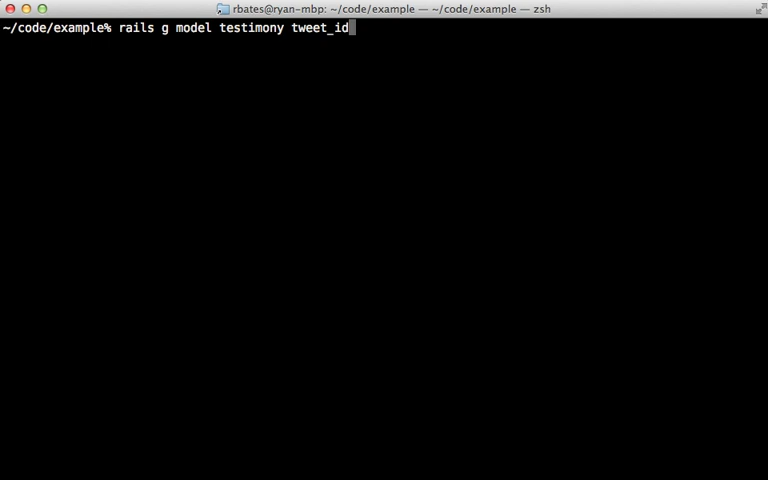 rbates@ryan-mbp: ~/code/example — ~/code/example — zsh
~/code/example% rails g model testimony tweet_id